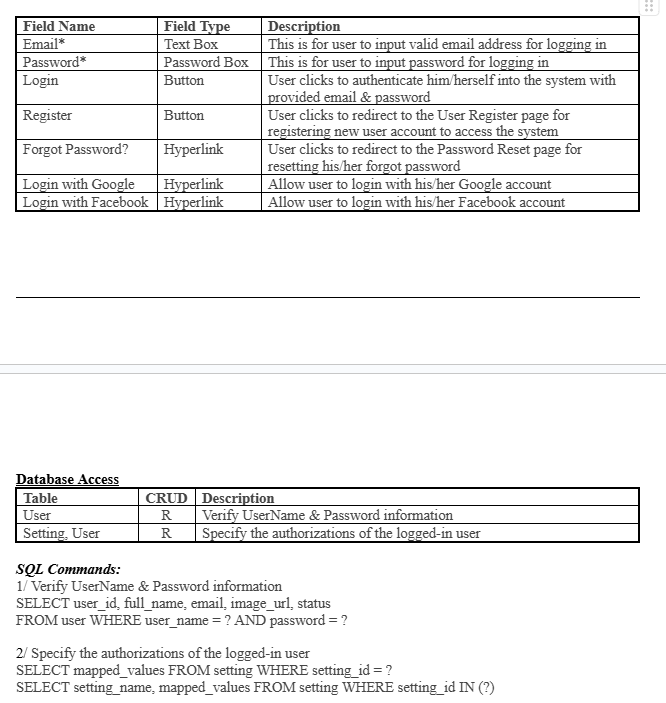 Field Name Field Type Description
Email* Text Box This is for user to input valid email address for logging in
Password* Password Box This is for user to input password for logging in
Login Button User clicks to authenticate him/herself into the system with
provided email & password
Register Button User clicks to redirect to the User Register page for
registering new user account to access the system
Forgot Password? Hyperlink User clicks to redirect to the Password Reset page for
resetting his/her forgot password
Login with Google Hyperlink Allow user to login with his/her Google account
Login with Facebook Hyperlink Allow user to login with his/her Facebook account
Database Access
Table CRUD Description
User R Verify UserName & Password information
Setting, User R Specify the authorizations of the logged-in user
SQL Commands:
1/ Verify UserName & Password information
SELECT user_id, full_name, email, image_url, status
FROM user WHERE user_name = ? AND password = ?
2/ Specify the authorizations of the logged-in user
SELECT mapped_values FROM setting WHERE setting_id = ?
SELECT setting_name, mapped_values FROM setting WHERE setting_id IN (?)